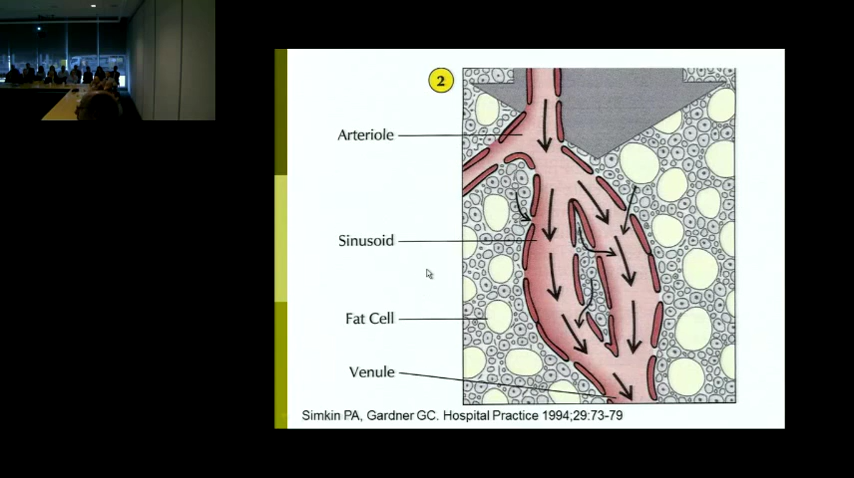 2
Arteriole
Sinusoid
Fat Cell
Venule
Simkin PA, Gardner GC. Hospital Practice 1994;29:73-79